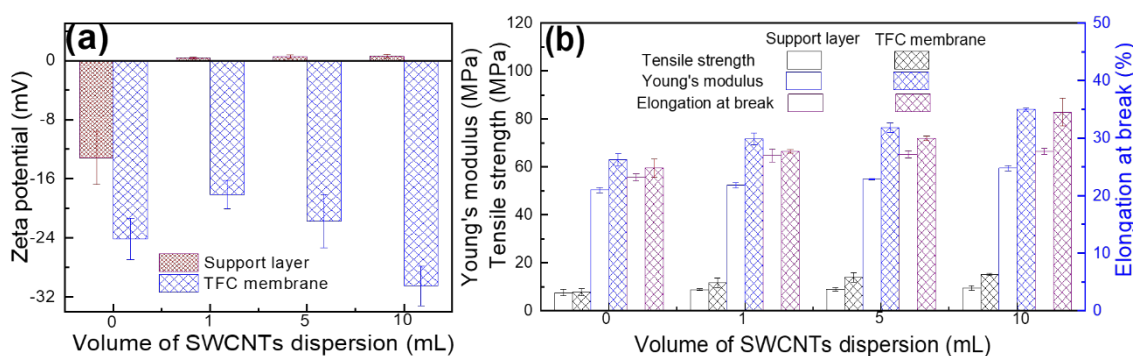 (a)
Zeta potential (mV)
0
-8
-16
-24
-32
Support layer
TFC membrane
0 1 5 10
Volume of SWCNTs dispersion (mL)
(b)
Young's modulus (MPa)
Tensile strength (MPa)
120
100
80
60
40
20
0
Support layer TFC membrane
Tensile strength
Young's modulus
Elongation at break
50
40
30
20
10
0
Elongation at break (%)
0 1 5 10
Volume of SWCNTs dispersion (mL)